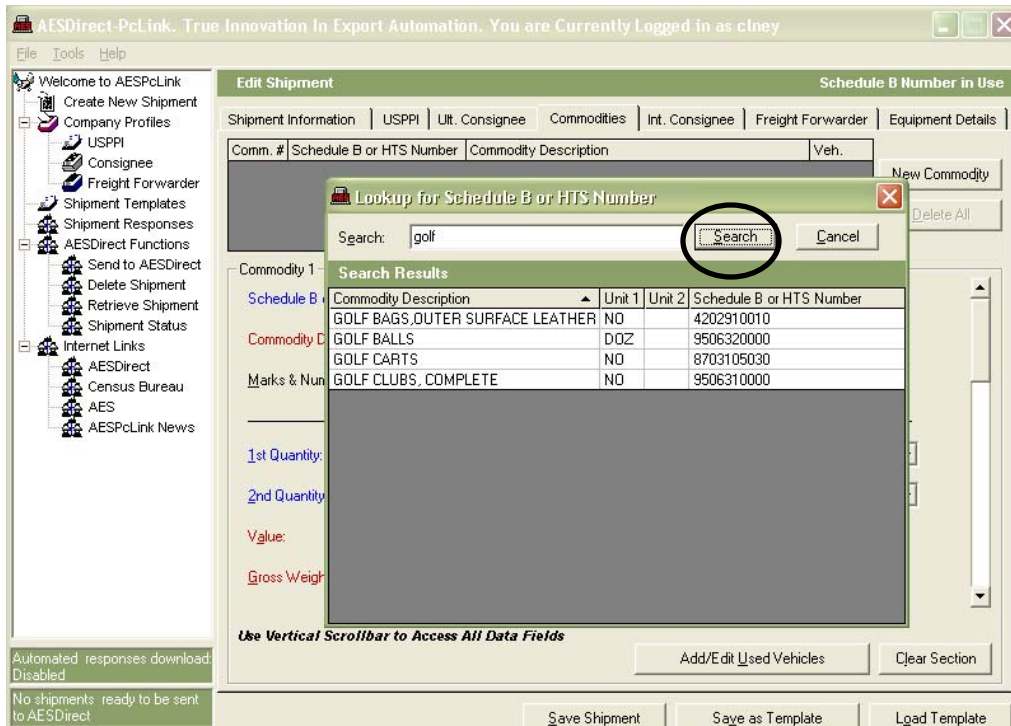 AESDirect-PcLink. True Innovation In Export Automation. You are Currently Logged in as clney
File Tools Help
Welcome to AESPcLink
Create New Shipment
Company Profiles
USPPI
Consignee
Freight Forwarder
Shipment Templates
Shipment Responses
AESDirect Functions
Send to AESDirect
Delete Shipment
Retrieve Shipment
Shipment Status
Internet Links
AESDirect
Census Bureau
AES
AESPcLink News
Automated responses download: Disabled
No shipments ready to be sent to AESDirect
Edit Shipment Schedule B Number in Use
Shipment Information USPPI Ult. Consignee Commodities Int. Consignee Freight Forwarder Equipment Details
Comm. # Schedule B or HTS Number Commodity Description Veh.
New Commodity
Delete All
Lookup for Schedule B or HTS Number
Search: golf Search Cancel
Search Results
Commodity Description Unit 1 Unit 2 Schedule B or HTS Number
GOLF BAGS,OUTER SURFACE LEATHER NO 4202910010
GOLF BALLS DOZ 9506320000
GOLF CARTS NO 8703105030
GOLF CLUBS, COMPLETE NO 9506310000
Commodity 1
Schedule B
Commodity D
Marks & Num
1st Quantity:
2nd Quantity
Value:
Gross Weigh
Use Vertical Scrollbar to Access All Data Fields
Add/Edit Used Vehicles Clear Section
Save Shipment Save as Template Load Template